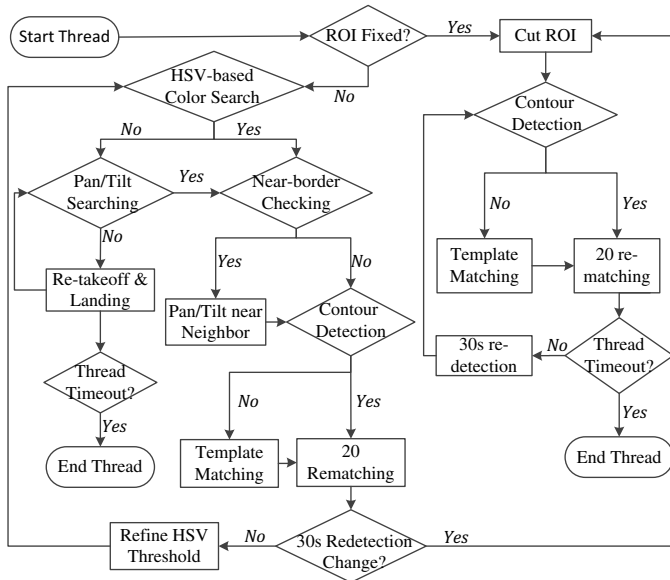 Start Thread
ROI Fixed?
Yes
Cut ROI
No
HSV-based
Color Search
No
Yes
Contour
Detection
Pan/Tilt
Searching
Yes
Near-border
Checking
No
Yes
No
Re-takeoff &
Landing
Yes
No
Template
Matching
20 re-
matching
Pan/Tilt near
Neighbor
Contour
Detection
Thread
Timeout?
No
30s re-
detection
Thread
Timeout?
No
Yes
Yes
Yes
End Thread
Template
Matching
20
Rematching
End Thread
Refine HSV
Threshold
No
30s Redetection
Change?
Yes